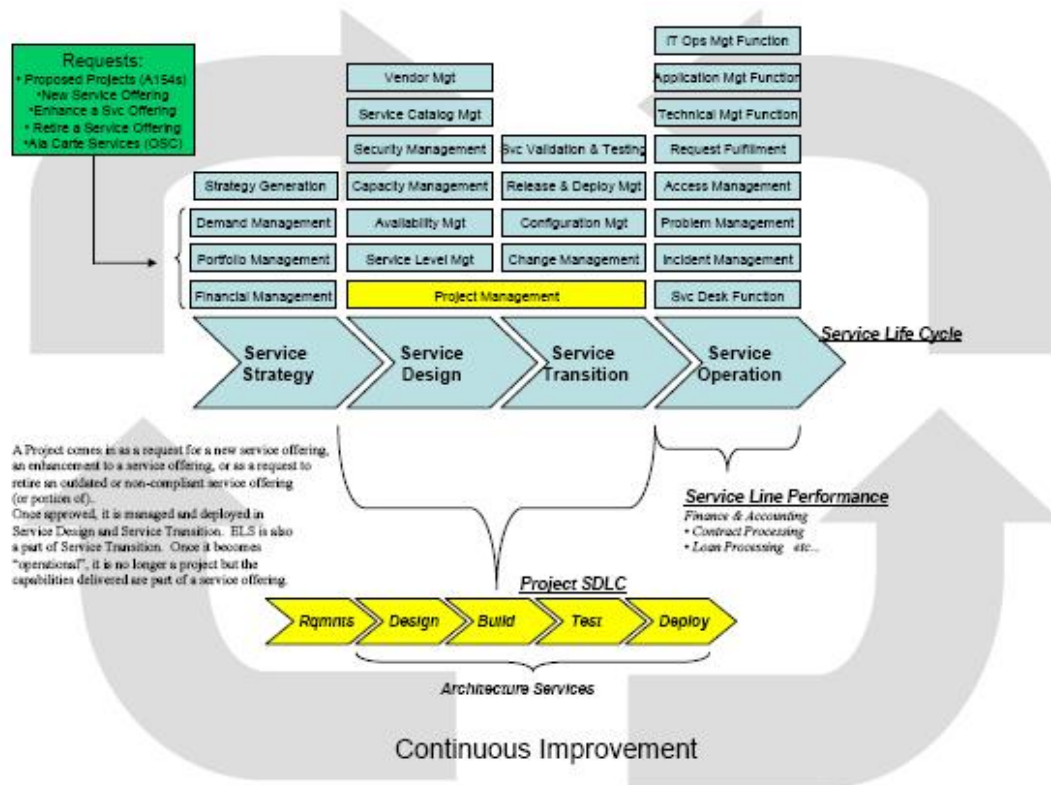 Requests:
• Proposed Projects (A154s)
• New Service Offering
• Enhance a Svc Offering
• Retire a Service Offering
• Ala Carte Services (OSC)
Strategy Generation
Demand Management
Portfolio Management
Financial Management
Vendor Mgt
Service Catalog Mgt
Security Management
Capacity Management
Availability Mgt
Service Level Mgt
Svc Validation & Testing
Release & Deploy Mgt
Configuration Mgt
Change Management
Project Management
IT Ops Mgt Function
Application Mgt Function
Technical Mgt Function
Request Fulfillment
Access Management
Problem Management
Incident Management
Svc Desk Function
Service
Strategy
Service
Design
Service
Transition
Service
Operation
Service Life Cycle
A Project comes in as a request for a new service offering,
an enhancement to a service offering, or as a request to
retire an outdated or non-compliant service offering
(or portion of)..
Once approved, it is managed and deployed in
Service Design and Service Transition. ELS is also
a part of Service Transition. Once it becomes
"operational", it is no longer a project but the
capabilities delivered are part of a service offering.
Service Line Performance
Finance & Accounting
• Contract Processing
• Loan Processing etc...
Project SDLC
Rqmnts
Design
Build
Test
Deploy
Architecture Services
Continuous Improvement